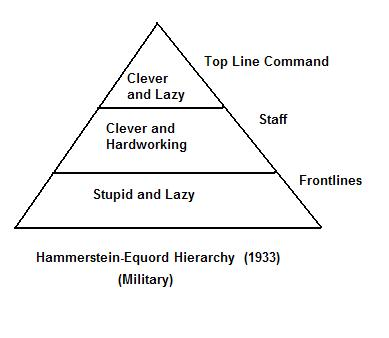 Top Line Command
Clever
and Lazy
Staff
Clever and
Hardworking
Frontlines
Stupid and Lazy
Hammerstein-Equord Hierarchy (1933)
(Military)